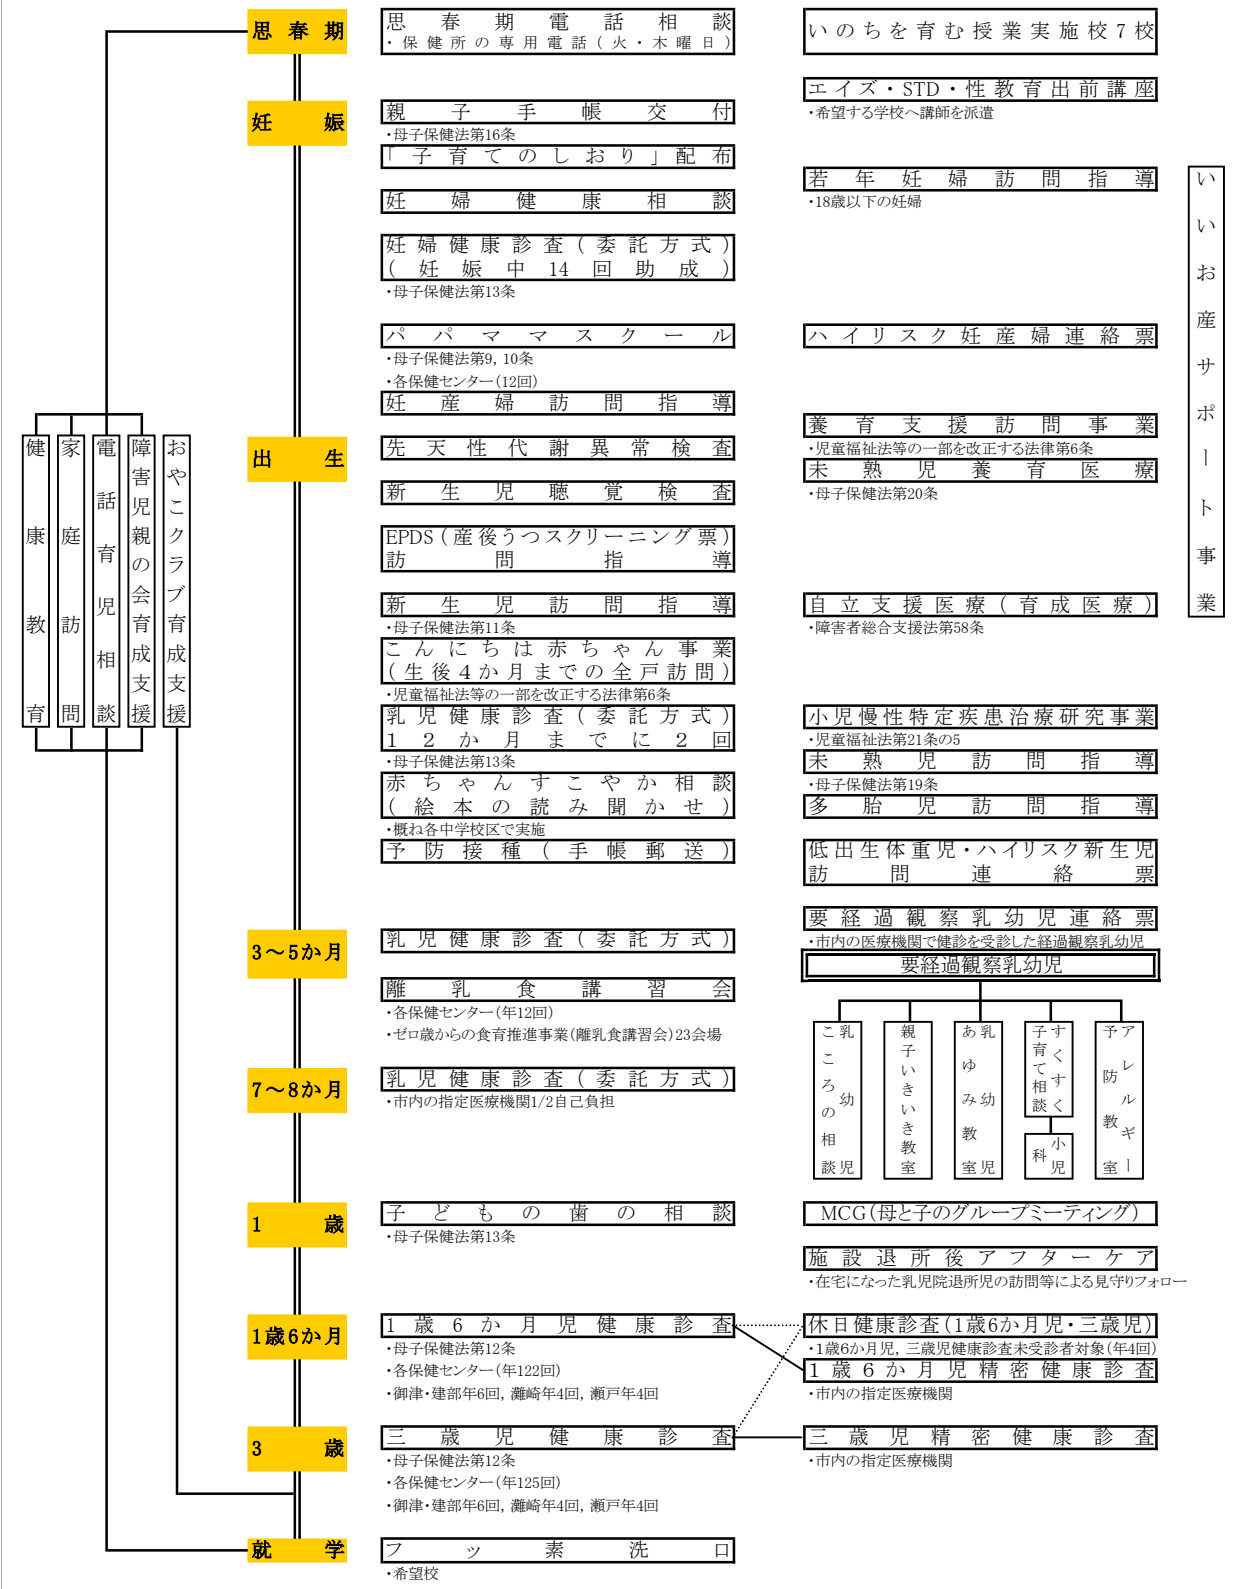 思春期
思春期電話相談
・保健所の専用電話(火・木曜日)
いのちを育む授業実施校7校
エイズ・STD・性教育出前講座
・希望する学校へ講師を派遣
妊娠
親子手帳交付
・母子保健法第16条
「子育てのしおり」配布
若年妊婦訪問指導
・18歳以下の妊婦
妊婦健康相談
妊婦健康診査(委託方式)
(妊娠中14回助成)
・母子保健法第13条
パパママスクール
・母子保健法第9, 10条
・各保健センター(12回)
ハイリスク妊産婦連絡票
妊産婦訪問指導
いいお産サポート事業
養育支援訪問事業
・児童福祉法等の一部を改正する法律第6条
未熟児養育医療
・母子保健法第20条
出生
先天性代謝異常検査
新生児聴覚検査
EPDS(産後うつスクリーニング票)
訪問指導
新生児訪問指導
・母子保健法第11条
自立支援医療(育成医療)
・障害者総合支援法第58条
こんにちは赤ちゃん事業
(生後4か月までの全戸訪問)
・児童福祉法等の一部を改正する法律第6条
乳児健康診査(委託方式)
12か月までに2回
・母子保健法第13条
小児慢性特定疾患治療研究事業
・児童福祉法第21条の5
未熟児訪問指導
・母子保健法第19条
多胎児訪問指導
赤ちゃんすこやか相談
(絵本の読み聞かせ)
・概ね各中学校区で実施
予防接種(手帳郵送)
低出生体重児・ハイリスク新生児
訪問連絡票
健康教育
家庭訪問
電話育児相談
障害児親の会育成支援
おやこクラブ育成支援
要経過観察乳幼児連絡票
・市内の医療機関で健診を受診した経過観察乳幼児
要経過観察乳幼児
3～5か月
乳児健康診査(委託方式)
離乳食講習会
・各保健センター(年12回)
・ゼロ歳からの食育推進事業(離乳食講習会)23会場
乳幼児
こころの相談
親子いきいき教室
乳幼児
あゆみ教室
すくすく
子育て相談
小児
科
アレルギー
予防教室
7～8か月
乳児健康診査(委託方式)
・市内の指定医療機関1/2自己負担
1歳
子どもの歯の相談
・母子保健法第13条
MCG(母と子のグループミーティング)
施設退所後アフターケア
・在宅になった乳児院退所児の訪問等による見守りフォロー
1歳6か月
1歳6か月児健康診査
・母子保健法第12条
・各保健センター(年122回)
・御津・建部年6回, 灘崎年4回, 瀬戸年4回
休日健康診査(1歳6か月児・三歳児)
・1歳6か月児, 三歳児健康診査未受診者対象(年4回)
1歳6か月児精密健康診査
・市内の指定医療機関
3歳
三歳児健康診査
・母子保健法第12条
・各保健センター(年125回)
・御津・建部年6回, 灘崎年4回, 瀬戸年4回
三歳児精密健康診査
・市内の指定医療機関
就学
フッ素洗口
・希望校